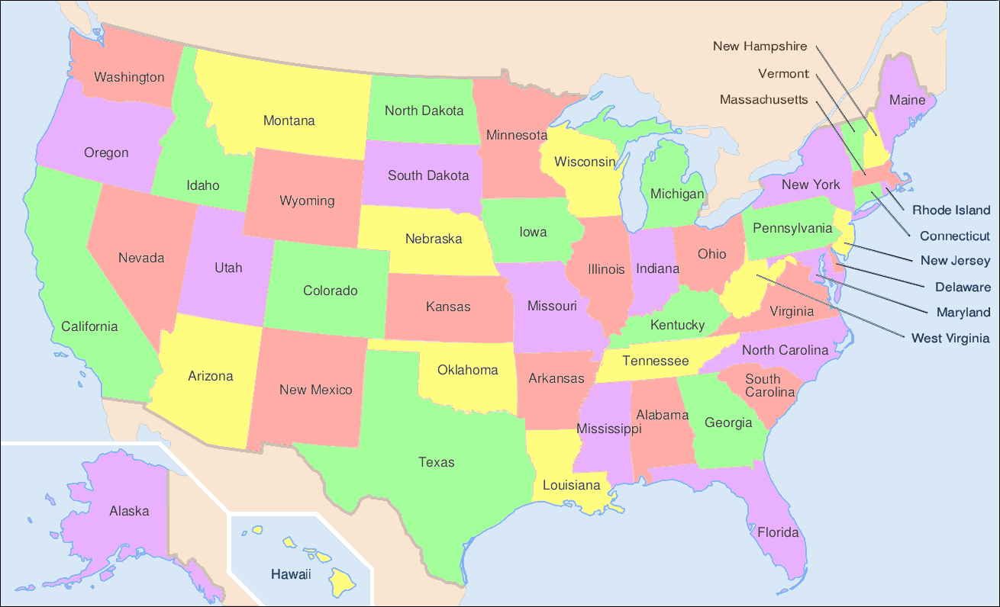 New Hampshire
Vermont
Massachusetts
Washington
Maine
Montana
North Dakota
Minnesota
Oregon
Wisconsin
South Dakota
Idaho
New York
Michigan
Wyoming
Rhode Island
Pennsylvania
Iowa
Connecticut
Nebraska
Ohio
Nevada
New Jersey
Utah
Illinois
Indiana
Delaware
Colorado
Kansas
Missouri
Virginia
Maryland
California
Kentucky
West Virginia
North Carolina
Tennessee
Oklahoma
Arizona
Arkansas
South
Carolina
New Mexico
Alabama
Georgia
Mississippi
Texas
Louisiana
Alaska
Florida
Hawaii